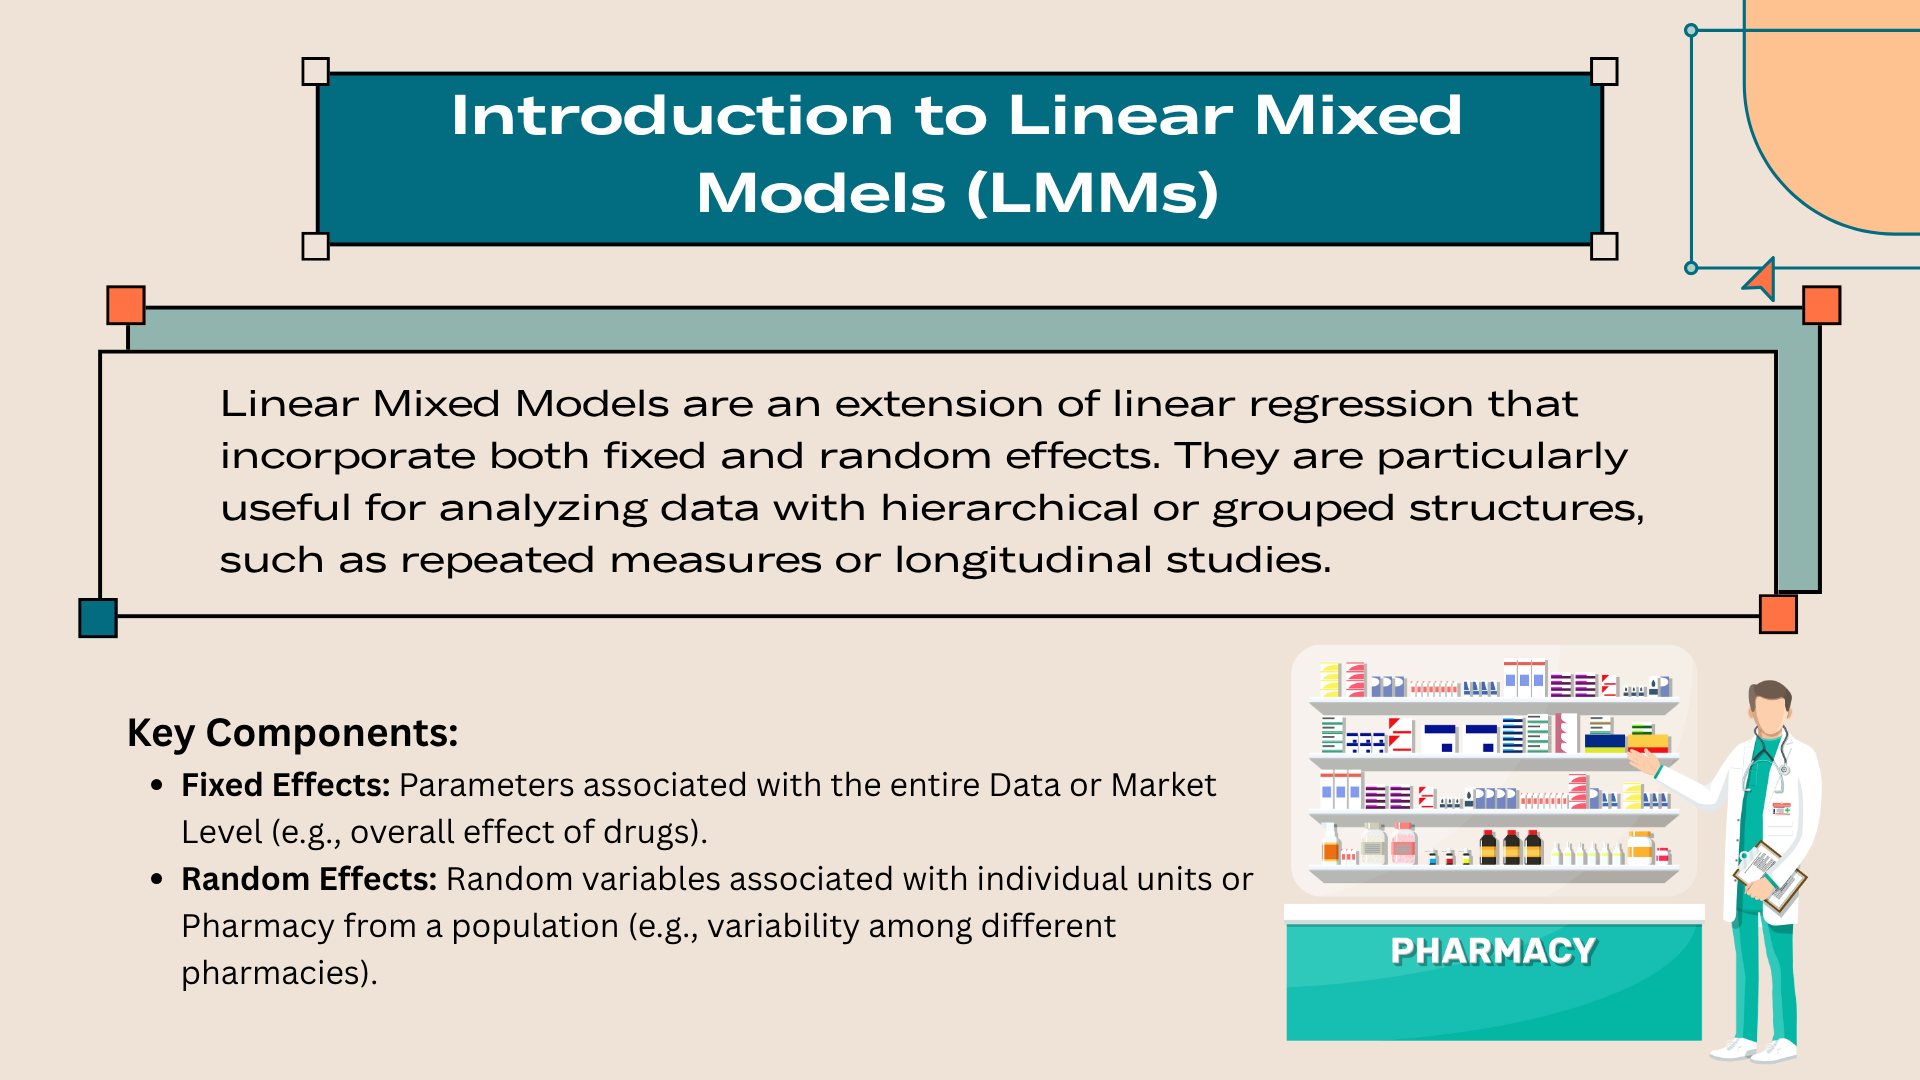 Introduction to Linear Mixed
Models (LMMs)
Linear Mixed Models are an extension of linear regression that
incorporate both fixed and random effects. They are particularly
useful for analyzing data with hierarchical or grouped structures,
such as repeated measures or longitudinal studies.
Key Components:
• Fixed Effects: Parameters associated with the entire Data or Market
Level (e.g., overall effect of drugs).
• Random Effects: Random variables associated with individual units or
Pharmacy from a population (e.g., variability among different
pharmacies).
PHARMACY